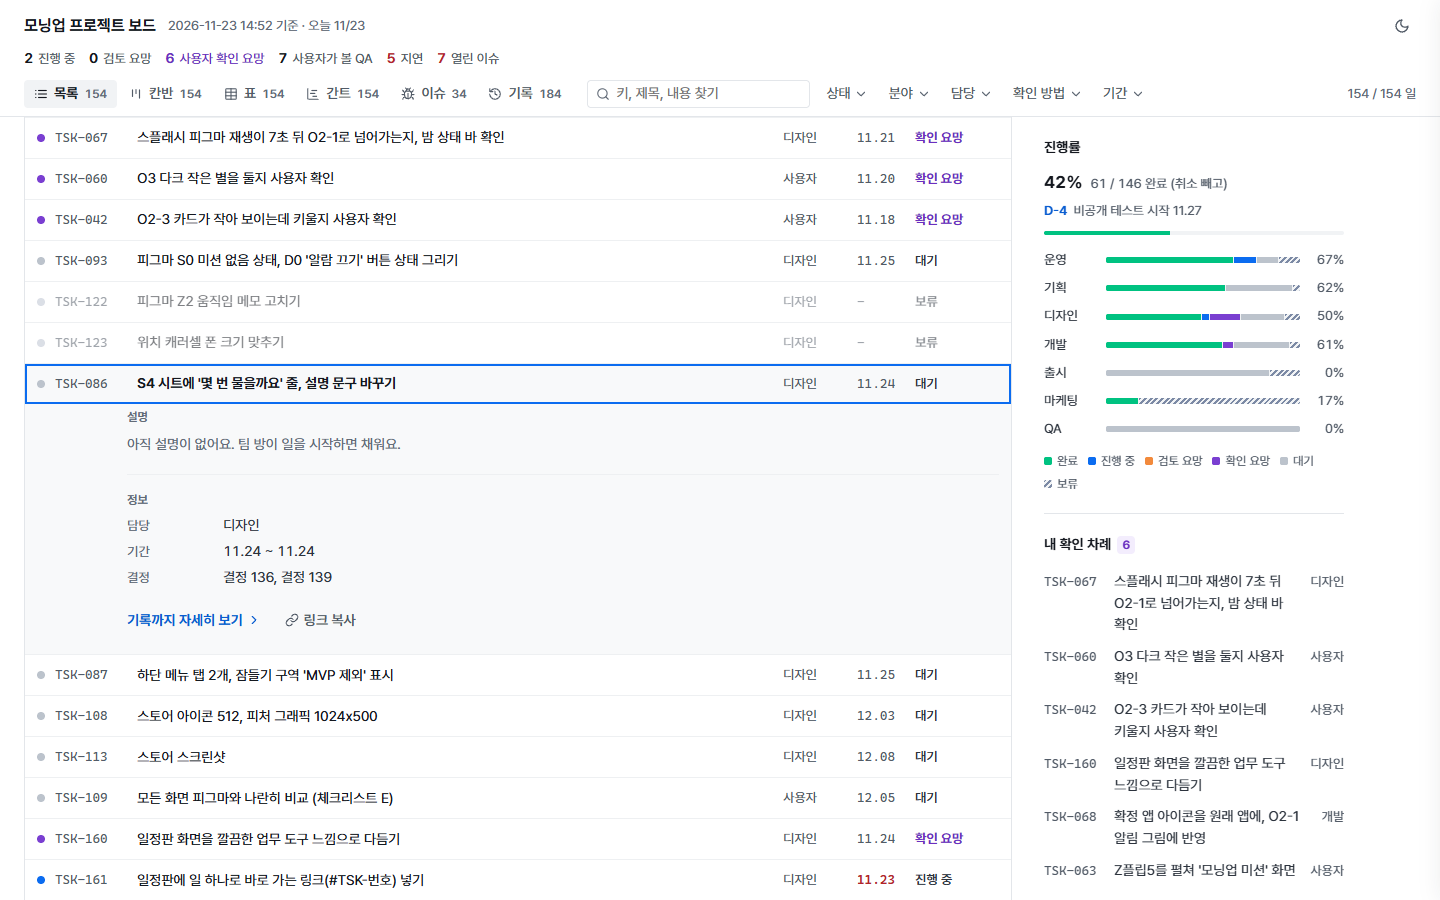 모닝업 프로젝트 보드 2026-11-23 14:52 기준 · 오늘 11/23
2 진행 중 0 검토 요망 6 사용자 확인 요망 7 사용자가 볼 QA 5 지연 7 열린 이슈
목록 154 칸반 154 표 154 간트 154 이슈 34 기록 184 키, 제목, 내용 찾기 상태 분야 담당 확인 방법 기간 154 / 154 일
TSK-067 스플래시 피그마 재생이 7초 뒤 O2-1로 넘어가는지, 밤 상태 바 확인 디자인 11.21 확인 요망
TSK-060 O3 다크 작은 별을 둘지 사용자 확인 사용자 11.20 확인 요망
TSK-042 O2-3 카드가 작아 보이는데 키울지 사용자 확인 사용자 11.18 확인 요망
TSK-093 피그마 S0 미션 없음 상태, D0 '알람 끄기' 버튼 상태 그리기 디자인 11.25 대기
TSK-122 피그마 Z2 움직임 메모 고치기 디자인 – 보류
TSK-123 위치 캐러셀 폰 크기 맞추기 디자인 – 보류
TSK-086 S4 시트에 '몇 번 물을까요' 줄, 설명 문구 바꾸기 디자인 11.24 대기
설명
아직 설명이 없어요. 팀 방이 일을 시작하면 채워요.
정보
담당 디자인
기간 11.24 ~ 11.24
결정 결정 136, 결정 139
기록까지 자세히 보기 링크 복사
TSK-087 하단 메뉴 탭 2개, 잠들기 구역 'MVP 제외' 표시 디자인 11.25 대기
TSK-108 스토어 아이콘 512, 피처 그래픽 1024x500 디자인 12.03 대기
TSK-113 스토어 스크린샷 디자인 12.08 대기
TSK-109 모든 화면 피그마와 나란히 비교 (체크리스트 E) 사용자 12.05 대기
TSK-160 일정판 화면을 깔끔한 업무 도구 느낌으로 다듬기 디자인 11.24 확인 요망
TSK-161 일정판에 일 하나로 바로 가는 링크(#TSK-번호) 넣기 디자인 11.23 진행 중
진행률
42% 61 / 146 완료 (취소 빼고)
D-4 비공개 테스트 시작 11.27
운영 67%
기획 62%
디자인 50%
개발 61%
출시 0%
마케팅 17%
QA 0%
완료 진행 중 검토 요망 확인 요망 대기
보류
내 확인 차례 6
TSK-067 스플래시 피그마 재생이 7초 뒤 디자인
O2-1로 넘어가는지, 밤 상태 바
확인
TSK-060 O3 다크 작은 별을 둘지 사용자 사용자
확인
TSK-042 O2-3 카드가 작아 보이는데 사용자
키울지 사용자 확인
TSK-160 일정판 화면을 깔끔한 업무 도구 디자인
느낌으로 다듬기
TSK-068 확정 앱 아이콘을 원래 앱에, O2-1 개발
알림 그림에 반영
TSK-063 Z플립5를 펼쳐 '모닝업 미션' 화면 사용자